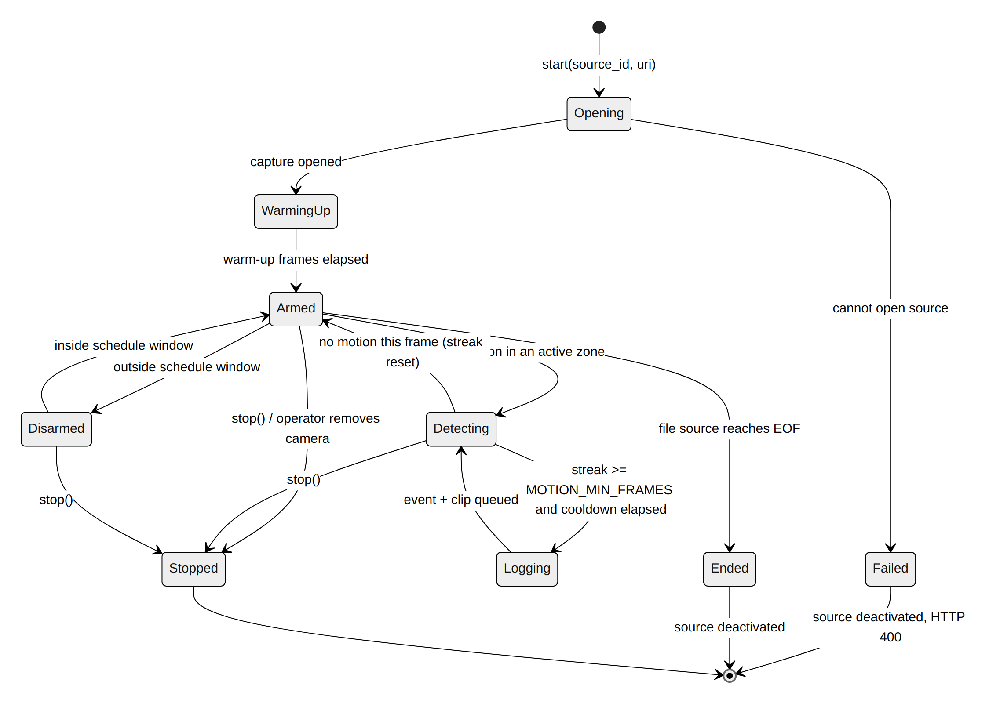 start(source_id, uri)
Opening
capture opened
WarmingUp
warm-up frames elapsed
Armed
cannot open source
inside schedule window
no motion this frame (streak
reset)
in an active zone
outside schedule window
stop() / operator removes
camera
Disarmed
Detecting
file source reaches EOF
stop()
streak >=
MOTION_MIN_FRAMES
and cooldown elapsed
stop()
event + clip queued
Stopped
Logging
Ended
Failed
source deactivated
source deactivated, HTTP
400